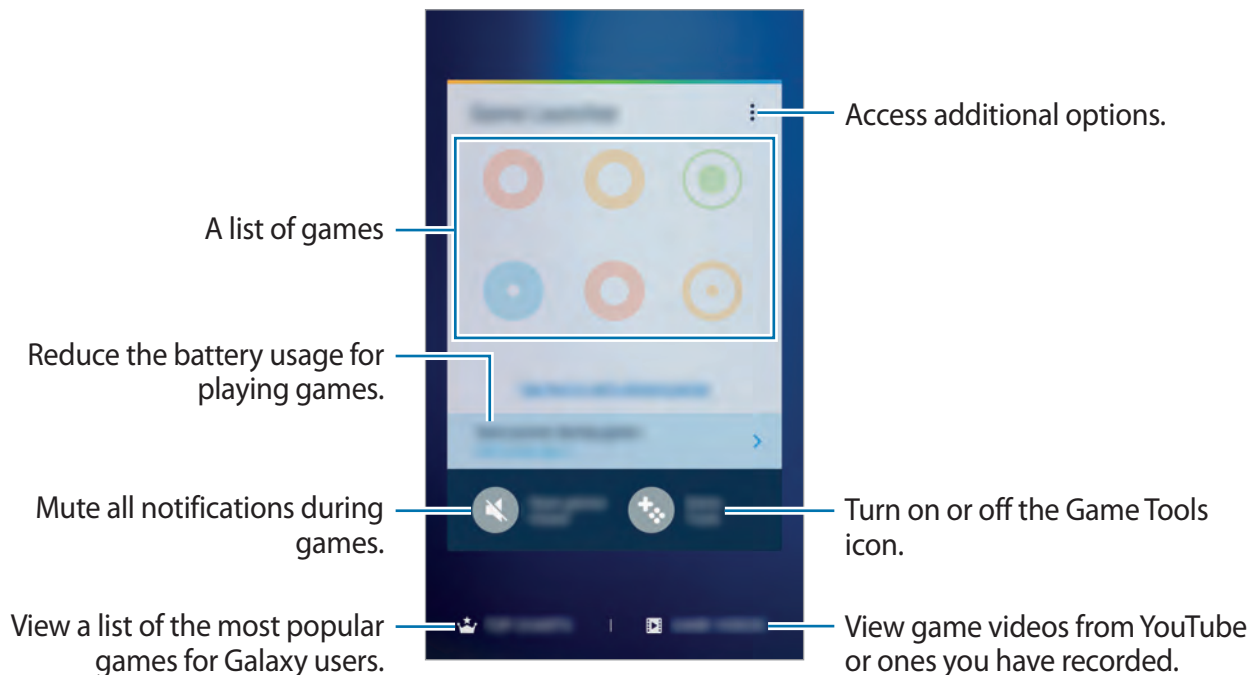 Access additional options.
A list of games
Reduce the battery usage for
playing games.
Mute all notifications during
games.
Turn on or off the Game Tools
icon.
View a list of the most popular
games for Galaxy users.
View game videos from YouTube
or ones you have recorded.